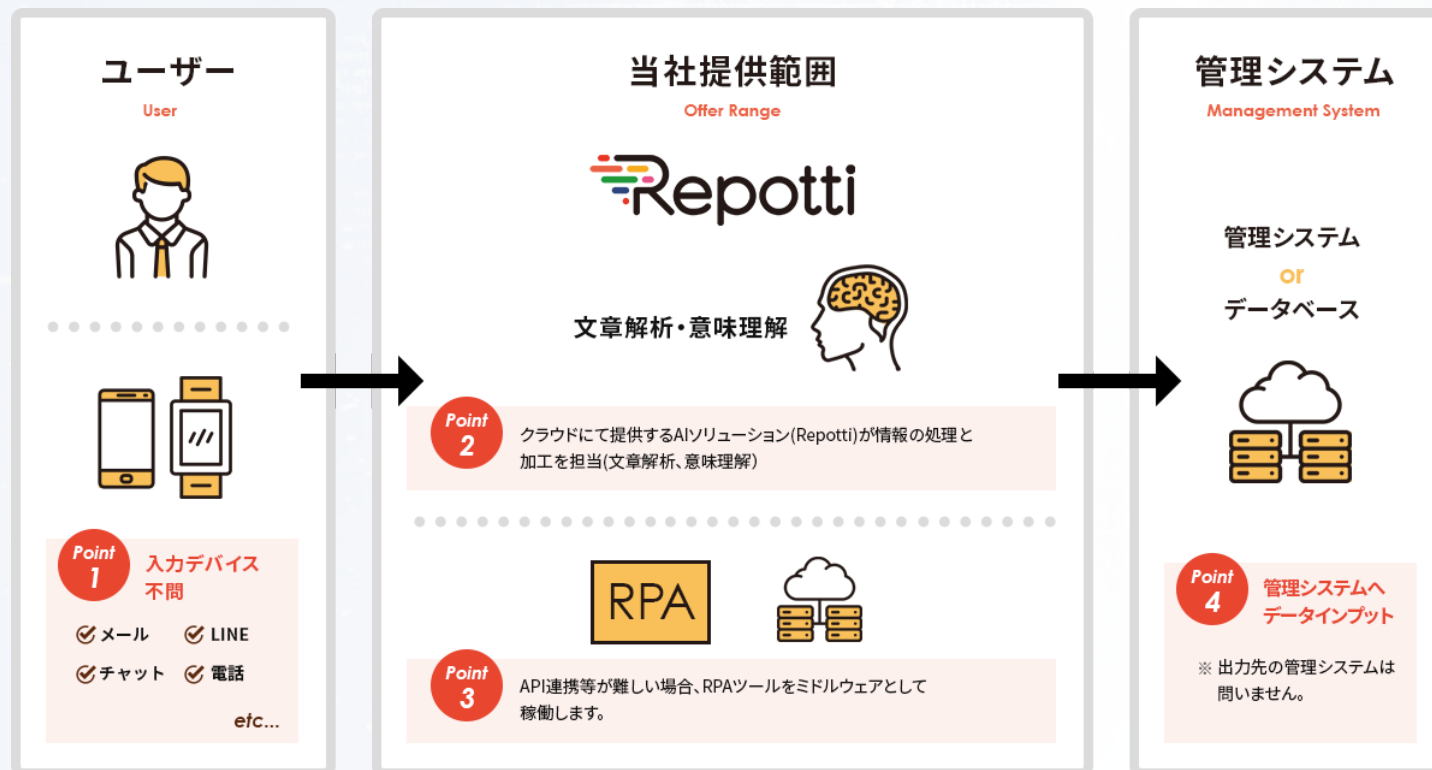 ユーザー
User
Point
1
入力デバイス
不問
メール
LINE
チャット
電話
etc...
当社提供範囲
Offer Range
Repotti
文章解析・意味理解
Point
2
クラウドにて提供するAIソリューション(Repotti)が情報の処理と
加工を担当(文章解析、意味理解）
RPA
Point
3
API連携等が難しい場合、RPAツールをミドルウェアとして
稼働します。
管理システム
Management System
管理システム
or
データベース
Point
4
管理システムへ
データインプット
※ 出力先の管理システムは
問いません。